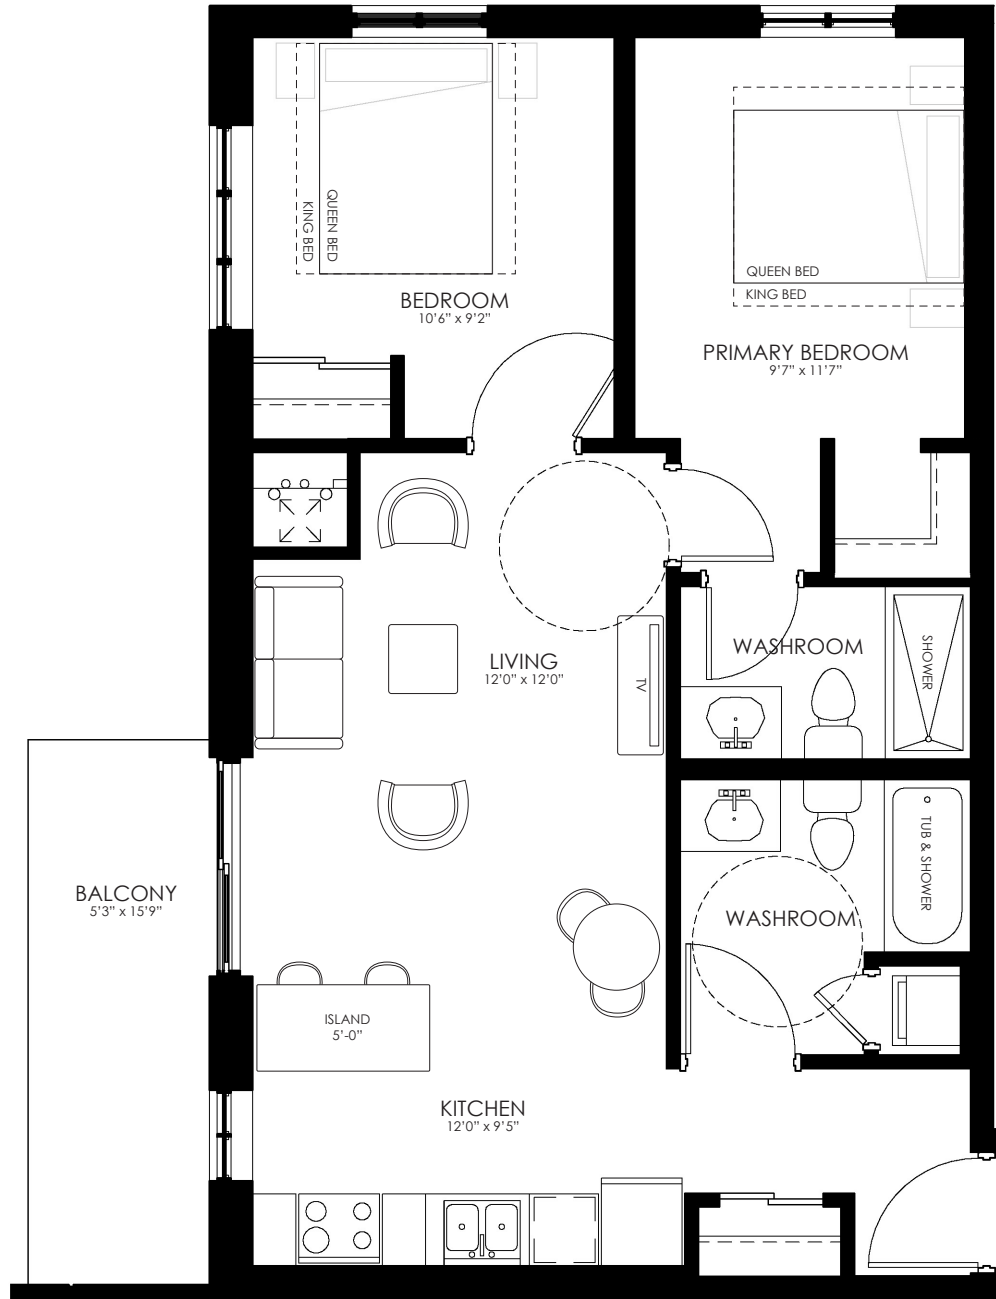 QUEEN BED
KING BED
BEDROOM
10'6" x 9'2"
QUEEN BED
KING BED
PRIMARY BEDROOM
9'7" x 11'7"
LIVING
12'0" x 12'0"
TV
WASHROOM
SHOWER
BALCONY
5'3" x 15'9"
WASHROOM
TUB & SHOWER
ISLAND
5'-0"
KITCHEN
12'0" x 9'5"